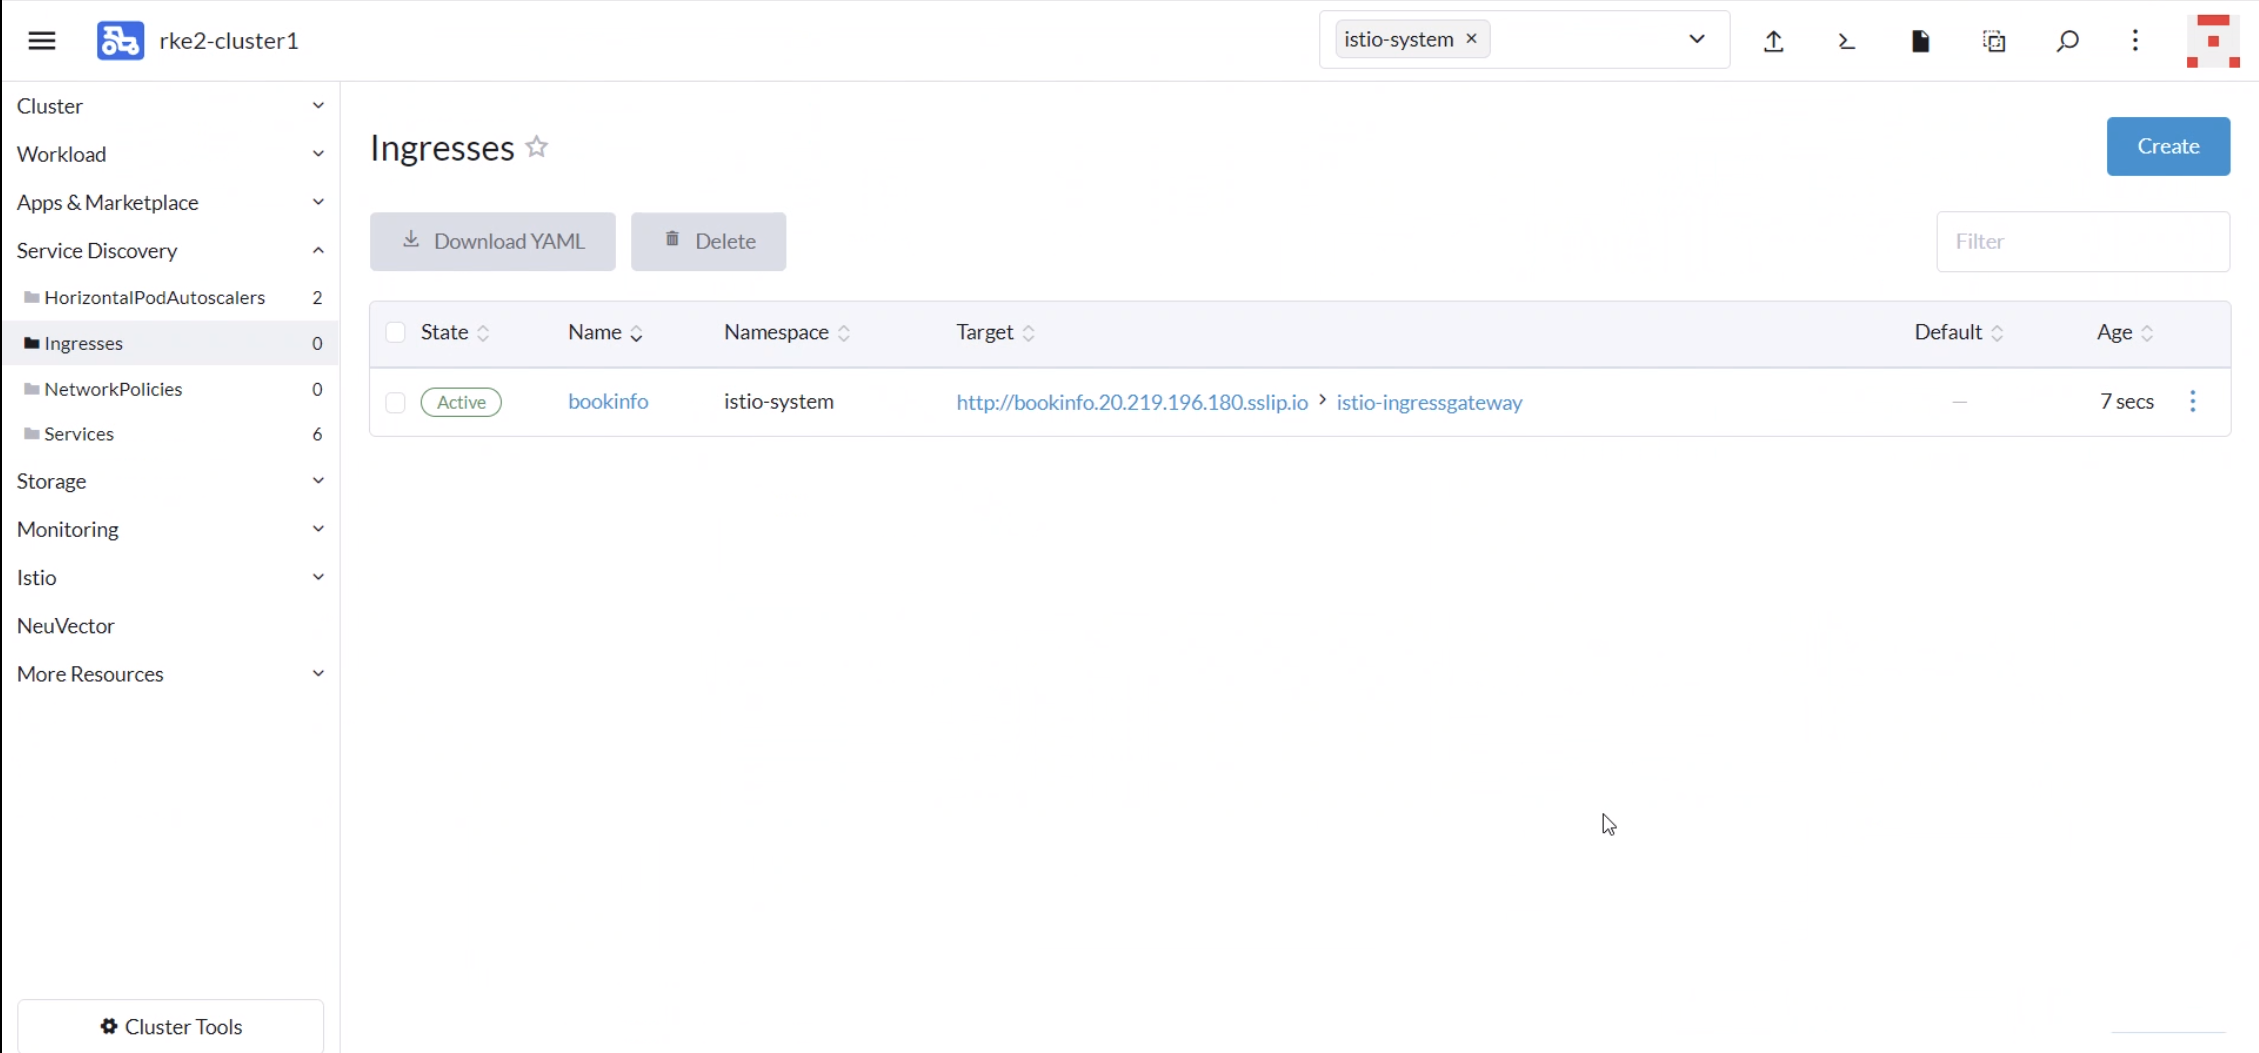 rke2-cluster1
istio-system ×
Cluster
Workload
Apps & Marketplace
Service Discovery
HorizontalPodAutoscalers 2
Ingresses 0
NetworkPolicies 0
Services 6
Storage
Monitoring
Istio
NeuVector
More Resources
Cluster Tools
Ingresses
Create
Download YAML
Delete
Filter
State Name Namespace Target Default Age
Active bookinfo istio-system http://bookinfo.20.219.196.180.sslip.io > istio-ingressgateway — 7 secs